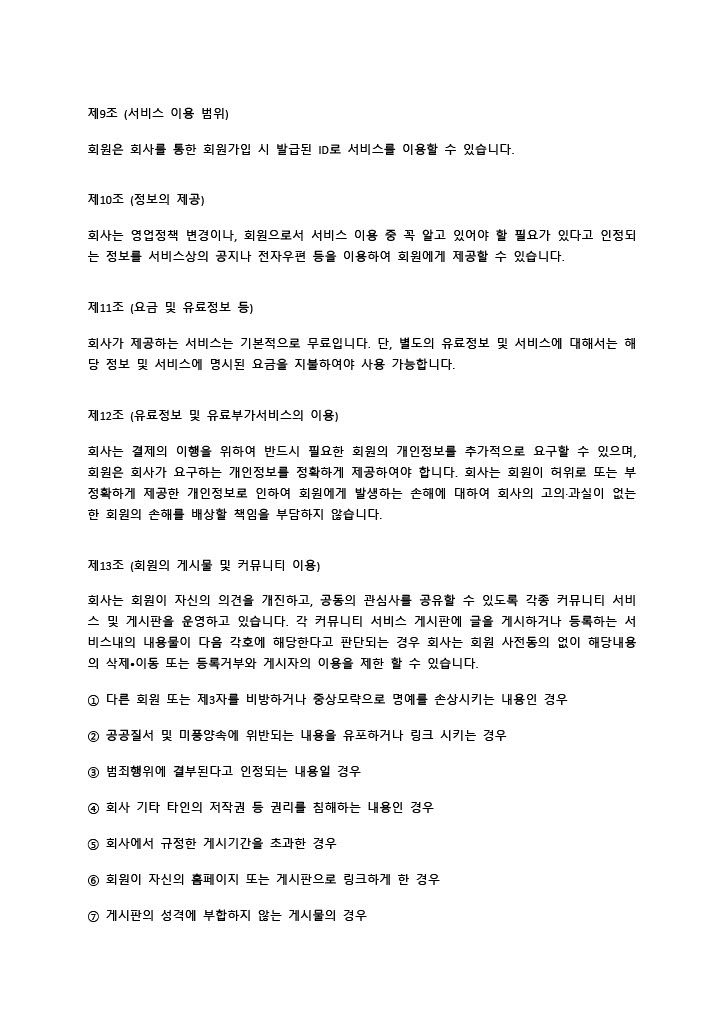 제9조 (서비스 이용 범위)
회원은 회사를 통한 회원가입 시 발급된 ID로 서비스를 이용할 수 있습니다.
제10조 (정보의 제공)
회사는 영업정책 변경이나, 회원으로서 서비스 이용 중 꼭 알고 있어야 할 필요가 있다고 인정되
는 정보를 서비스상의 공지나 전자우편 등을 이용하여 회원에게 제공할 수 있습니다.
제11조 (요금 및 유료정보 등)
회사가 제공하는 서비스는 기본적으로 무료입니다. 단, 별도의 유료정보 및 서비스에 대해서는 해
당 정보 및 서비스에 명시된 요금을 지불하여야 사용 가능합니다.
제12조 (유료정보 및 유료부가서비스의 이용)
회사는 결제의 이행을 위하여 반드시 필요한 회원의 개인정보를 추가적으로 요구할 수 있으며,
회원은 회사가 요구하는 개인정보를 정확하게 제공하여야 합니다. 회사는 회원이 허위로 또는 부
정확하게 제공한 개인정보로 인하여 회원에게 발생하는 손해에 대하여 회사의 고의·과실이 없는
한 회원의 손해를 배상할 책임을 부담하지 않습니다.
제13조 (회원의 게시물 및 커뮤니티 이용)
회사는 회원이 자신의 의견을 개진하고, 공동의 관심사를 공유할 수 있도록 각종 커뮤니티 서비
스 및 게시판을 운영하고 있습니다. 각 커뮤니티 서비스 게시판에 글을 게시하거나 등록하는 서
비스내의 내용물이 다음 각호에 해당한다고 판단되는 경우 회사는 회원 사전동의 없이 해당내용
의 삭제▪이동 또는 등록거부와 게시자의 이용을 제한 할 수 있습니다.
① 다른 회원 또는 제3자를 비방하거나 중상모략으로 명예를 손상시키는 내용인 경우
② 공공질서 및 미풍양속에 위반되는 내용을 유포하거나 링크 시키는 경우
③ 범죄행위에 결부된다고 인정되는 내용일 경우
④ 회사 기타 타인의 저작권 등 권리를 침해하는 내용인 경우
⑤ 회사에서 규정한 게시기간을 초과한 경우
⑥ 회원이 자신의 홈페이지 또는 게시판으로 링크하게 한 경우
⑦ 게시판의 성격에 부합하지 않는 게시물의 경우